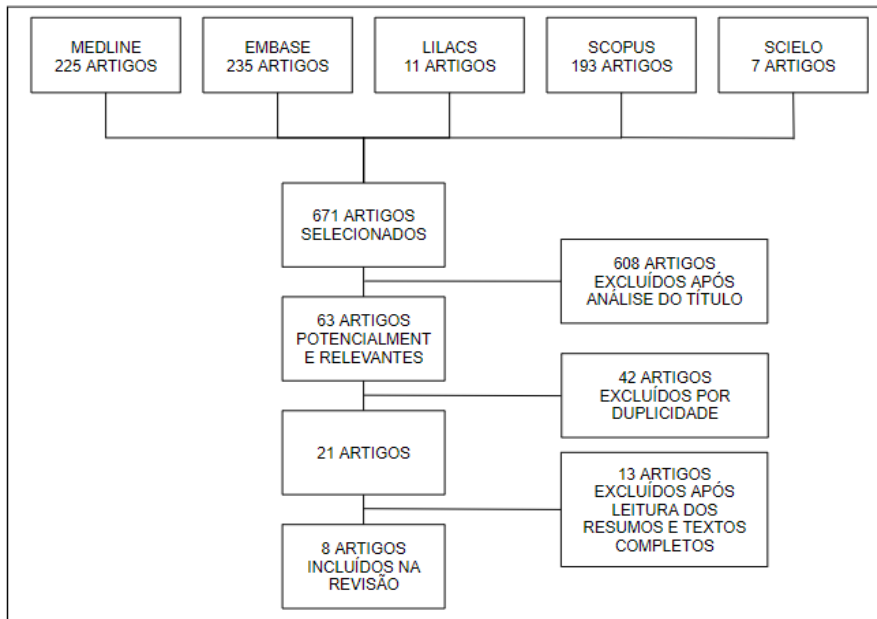 MEDLINE
225 ARTIGOS
EMBASE
235 ARTIGOS
LILACS
11 ARTIGOS
SCOPUS
193 ARTIGOS
SCIELO
7 ARTIGOS
671 ARTIGOS
SELECIONADOS
608 ARTIGOS
EXCLUÍDOS APÓS
ANÁLISE DO TÍTULO
63 ARTIGOS
POTENCIALMENT
E RELEVANTES
42 ARTIGOS
EXCLUÍDOS POR
DUPLICIDADE
21 ARTIGOS
13 ARTIGOS
EXCLUÍDOS APÓS
LEITURA DOS
RESUMOS E TEXTOS
COMPLETOS
8 ARTIGOS
INCLUÍDOS NA
REVISÃO